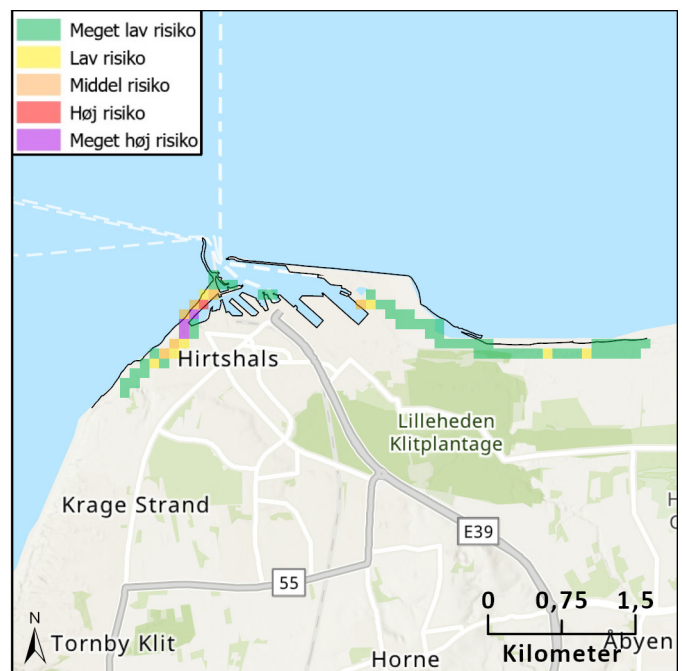 Meget lav risiko
Lav risiko
Middel risiko
Høj risiko
Meget høj risiko
Hirtshals
Lilleheden
Klitplantage
Krage Strand
E39
55
0 0,75 1,5
Kilometer
N
Tornby Klit
Horne
Åbyen
H